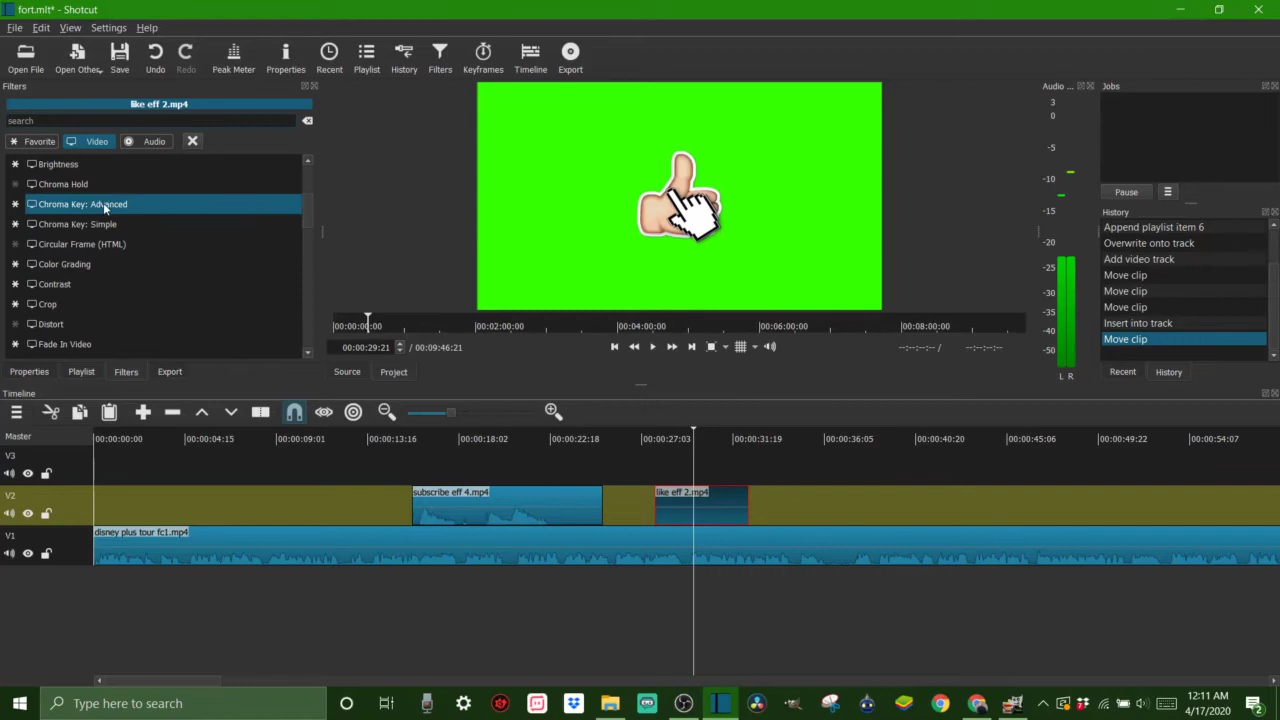 fort.mlt* - Shotcut
File Edit View Settings Help
Open File Open Other.. Save Undo Redo Peak Meter Properties Recent Playlist History Filters Keyframes Timeline Export
Filters
like eff 2.mp4
search
Favorite Video Audio
Brightness
Chroma Hold
Chroma Key: Advanced
Chroma Key: Simple
Circular Frame (HTML)
Color Grading
Contrast
Crop
Distort
Fade In Video
Properties Playlist Filters Export
00:00:00:00 00:02:00:00 00:04:00:00 00:06:00:00 00:08:00:00
00:00:29:21 / 00:09:46:21 --:--:--:-- / --:--:--:--
Source Project
Audio ...
3
0
-5
-10
-15
-20
-25
-30
-35
-40
-50
L R
Jobs
Pause
History
Append playlist item 6
Overwrite onto track
Add video track
Move clip
Move clip
Move clip
Insert into track
Move clip
Recent History
Timeline
Master
00:00:00:00 00:00:04:15 00:00:09:01 00:00:13:16 00:00:18:02 00:00:22:18 00:00:27:03 00:00:31:19 00:00:36:05 00:00:40:20 00:00:45:06 00:00:49:22 00:00:54:07
V3
V2
subscribe eff 4.mp4 like eff 2.mp4
V1
disney plus tour fc1.mp4
Type here to search
12:11 AM
4/17/2020
2